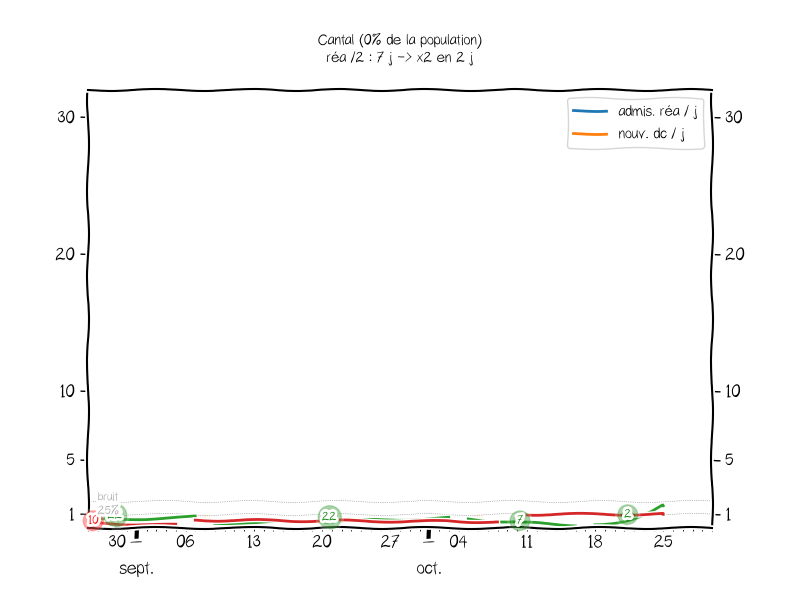 Cantal (0% de la population)
réa /2 : 7 j -> x2 en 2 j
admis. réa / j
nouv. dc / j
30 30
20 20
10 10
5 5
bruit
25%
1 1
10 22 7 2
30 06 13 20 27 04 11 18 25
sept. oct.